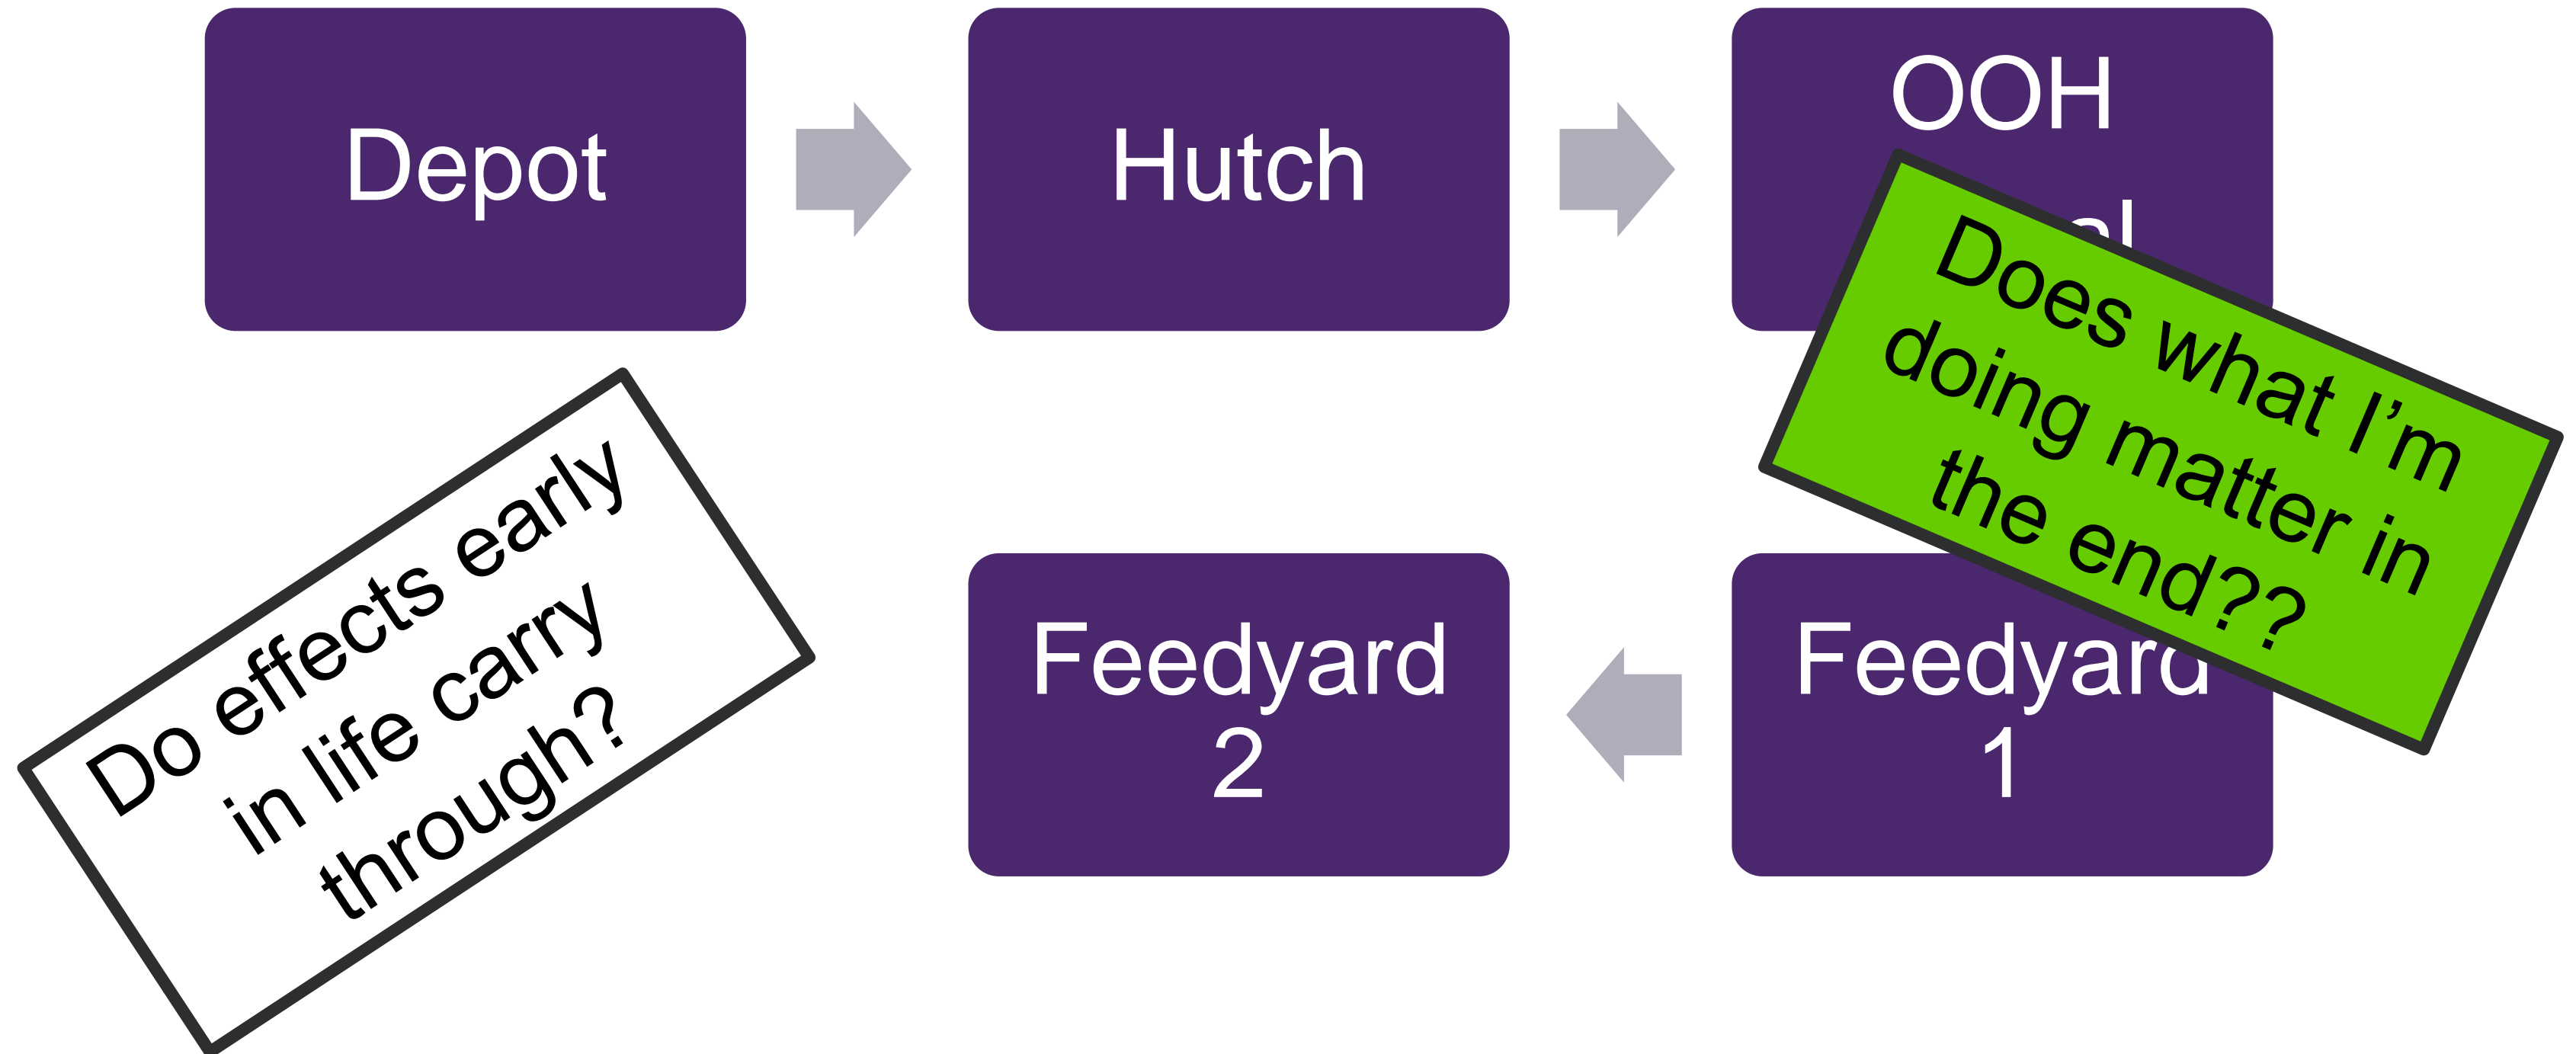 Depot
Hutch
OOH
Does what I’m
doing matter in
the end??
Do effects early
in life carry
through?
Feedyard
2
Feedyard
1